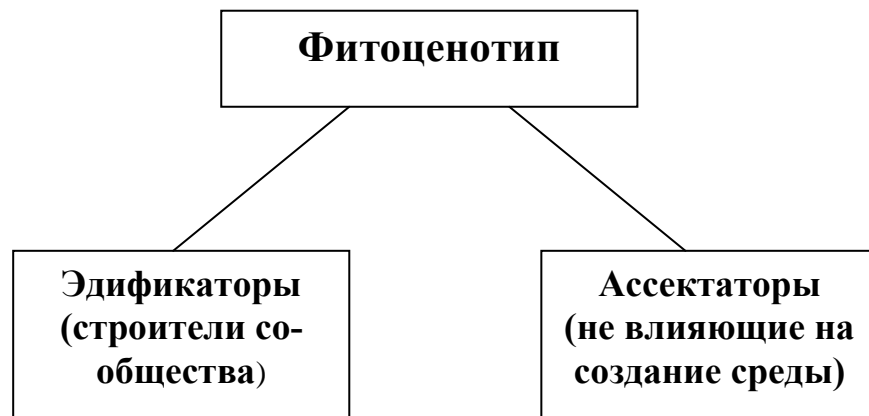 Фитоценотип
Эдификаторы
(строители со-
общества)
Ассектаторы
(не влияющие на
создание среды)